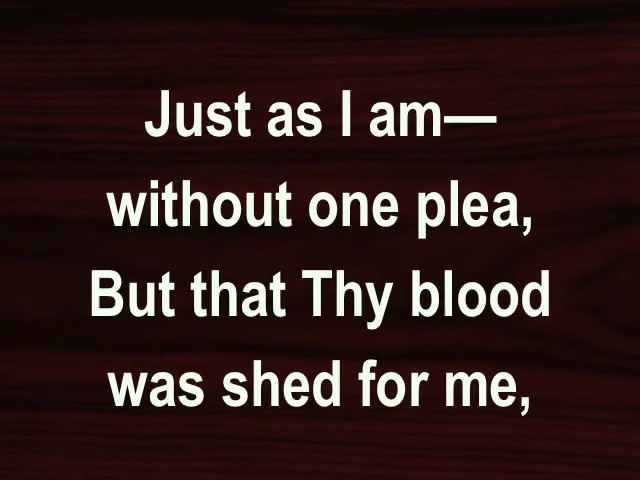 Just as I am—
without one plea,
But that Thy blood
was shed for me,